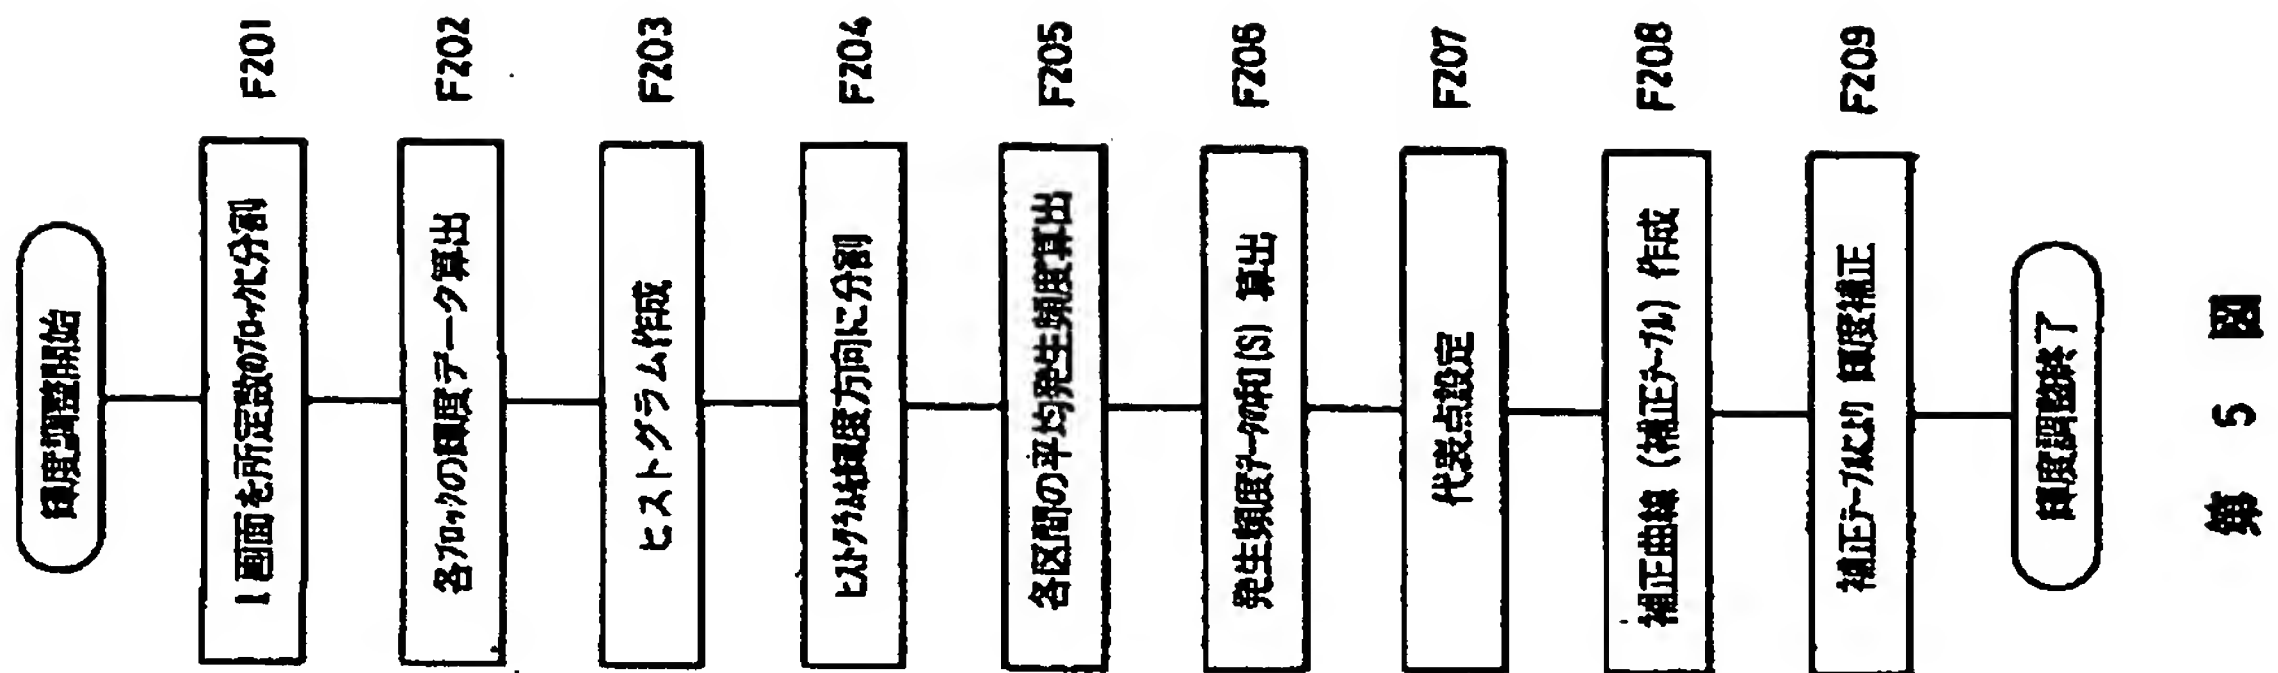 輝度調整開始
1画面を所定数のブロックに分割 F201
各ブロックの輝度データ算出 F202
ヒストグラム作成 F203
ヒストグラムを輝度方向に分割 F204
各区間の平均発生頻度算出 F205
発生頻度データの和(S) 算出 F206
代表点設定 F207
補正曲線 (補正テーブル) 作成 F208
補正テーブルにより 輝度補正 F209
輝度調整終了
第 5 図